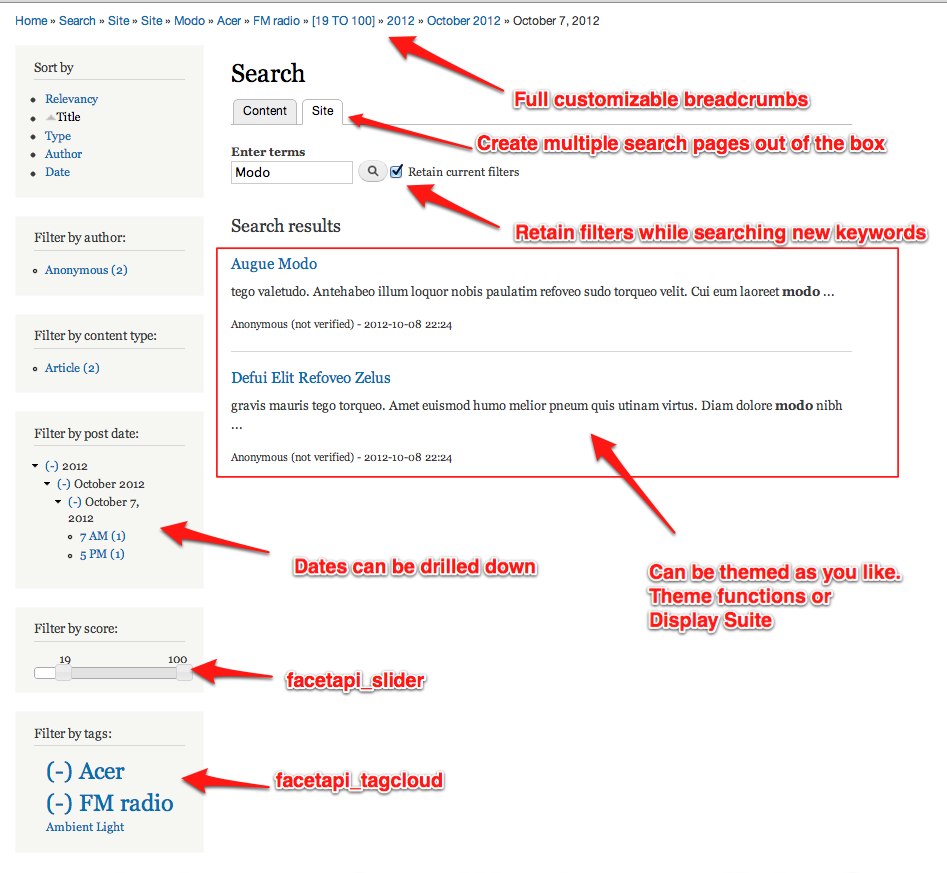 Home » Search » Site » Site » Modo » Acer » FM radio » [19 TO 100] » 2012 » October 2012 » October 7, 2012
Full customizable breadcrumbs
Sort by
Relevancy
Title
Type
Author
Date
Search
Content
Site
Create multiple search pages out of the box
Enter terms
Modo
Retain current filters
Retain filters while searching new keywords
Filter by author:
Anonymous (2)
Filter by content type:
Article (2)
Search results
Augue Modo
tego valetudo. Antehabeo illum loquor nobis paulatim refoveo sudo torqueo velit. Cui eum laoreet modo ...
Anonymous (not verified) - 2012-10-08 22:24
Defui Elit Refoveo Zelus
gravis mauris tego torqueo. Amet euismod humo melior pneum quis utinam virtus. Diam dolore modo nibh
...
Anonymous (not verified) - 2012-10-08 22:24
Can be themed as you like.
Theme functions or
Display Suite
Filter by post date:
(-) 2012
(-) October 2012
(-) October 7,
2012
7 AM (1)
5 PM (1)
Dates can be drilled down
Filter by score:
19
100
facetapi_slider
Filter by tags:
(-) Acer
(-) FM radio
Ambient Light
facetapi_tagcloud